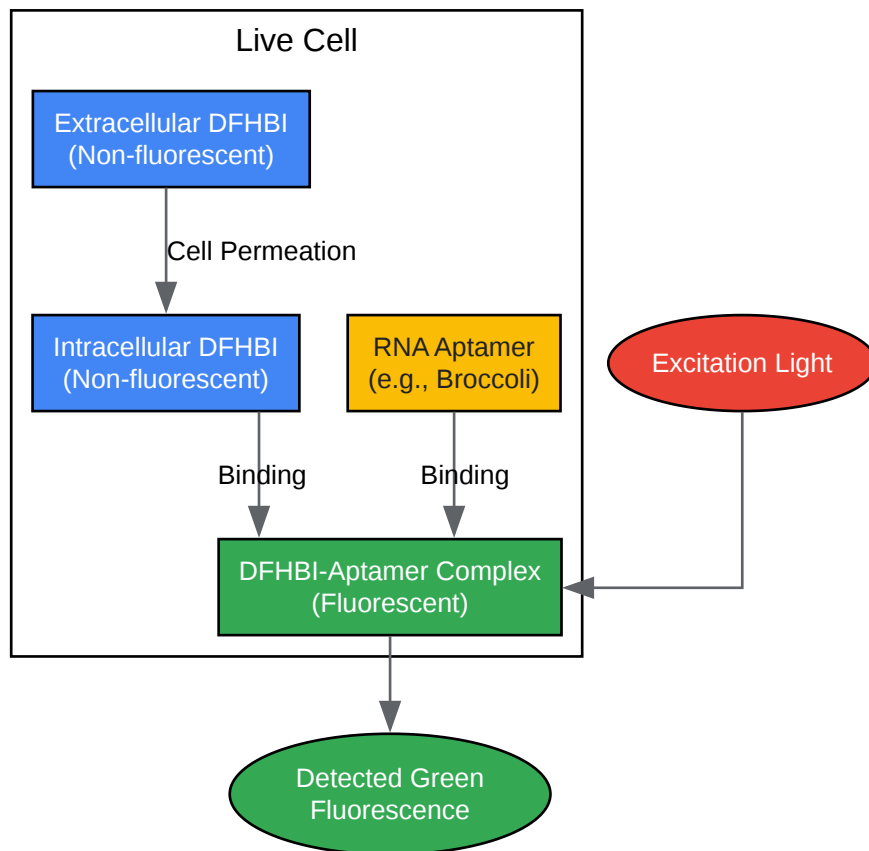 Live Cell
Extracellular DFHBI
(Non-fluorescent)
Cell Permeation
Intracellular DFHBI
(Non-fluorescent)
RNA Aptamer
(e.g., Broccoli)
Excitation Light
Binding
Binding
DFHBI-Aptamer Complex
(Fluorescent)
Detected Green
Fluorescence